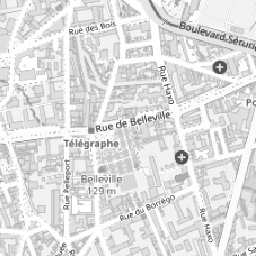 Rue des Bois
Boulevard Sérurier
Rue Haxo
Rue de Belleville
Télégraphe
Rue Pelleport
Belleville
129 m
Rue du Borrégo
Rue Haxo